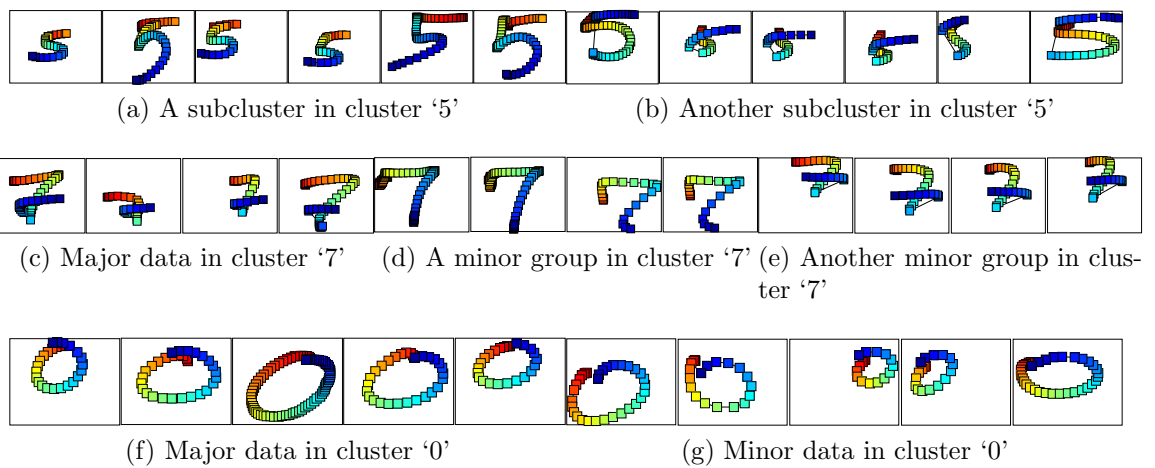 (a) A subcluster in cluster ‘5’
(b) Another subcluster in cluster ‘5’
(c) Major data in cluster ‘7’
(d) A minor group in cluster ‘7’
(e) Another minor group in clus-
ter ‘7’
(f) Major data in cluster ‘0’
(g) Minor data in cluster ‘0’